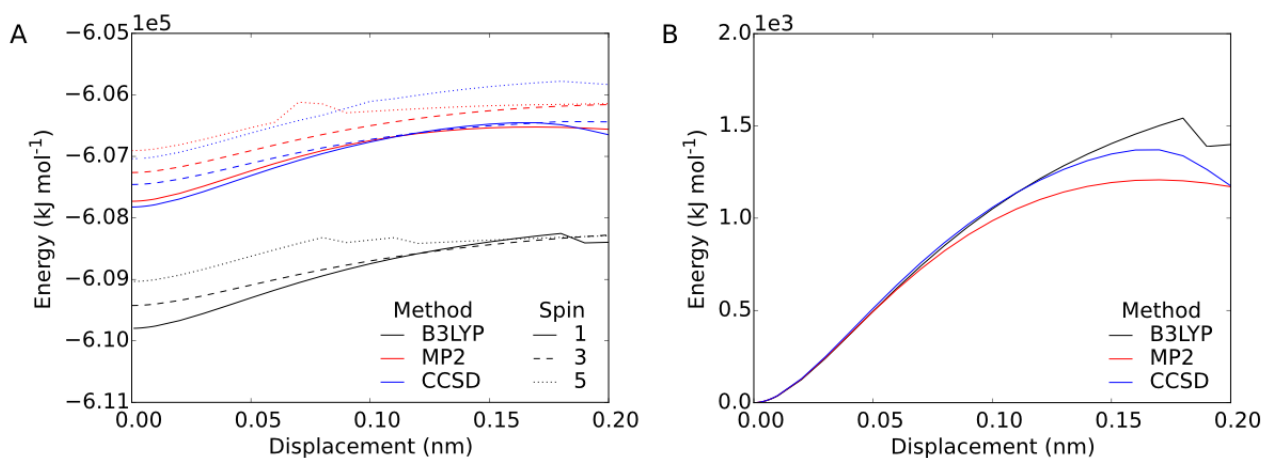 A
1e5
−6.05
−6.06
−6.07
−6.08
−6.09
−6.10
−6.11
Energy (kJ mol⁻¹)
0.00 0.05 0.10 0.15 0.20
Displacement (nm)
Method Spin
B3LYP 1
MP2 3
CCSD 5
B
1e3
2.0
1.5
1.0
0.5
0.0
Energy (kJ mol⁻¹)
0.00 0.05 0.10 0.15 0.20
Displacement (nm)
Method
B3LYP
MP2
CCSD